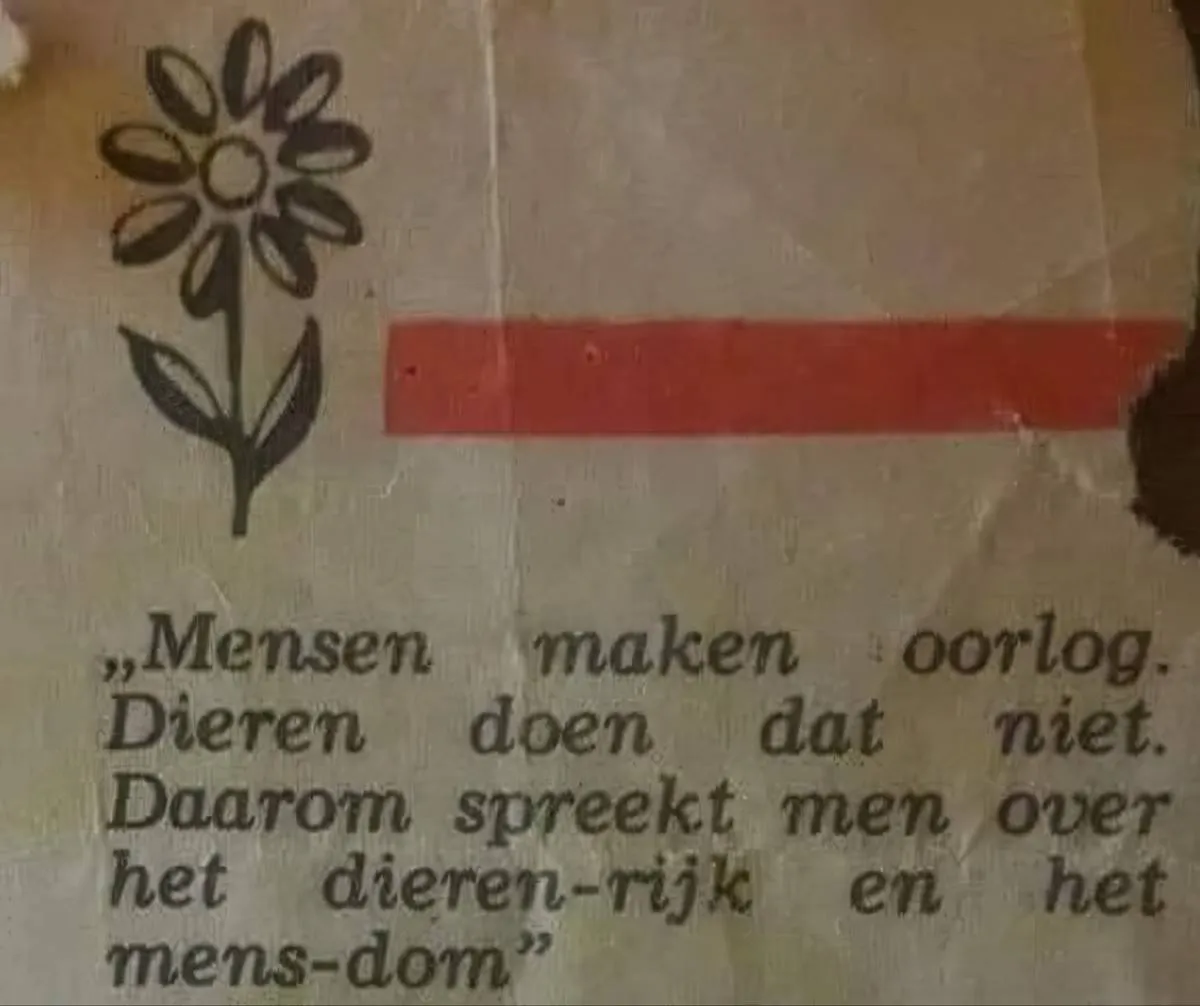 „Mensen maken oorlog.
Dieren doen dat niet.
Daarom spreekt men over
het dieren-rijk en het
mens-dom”